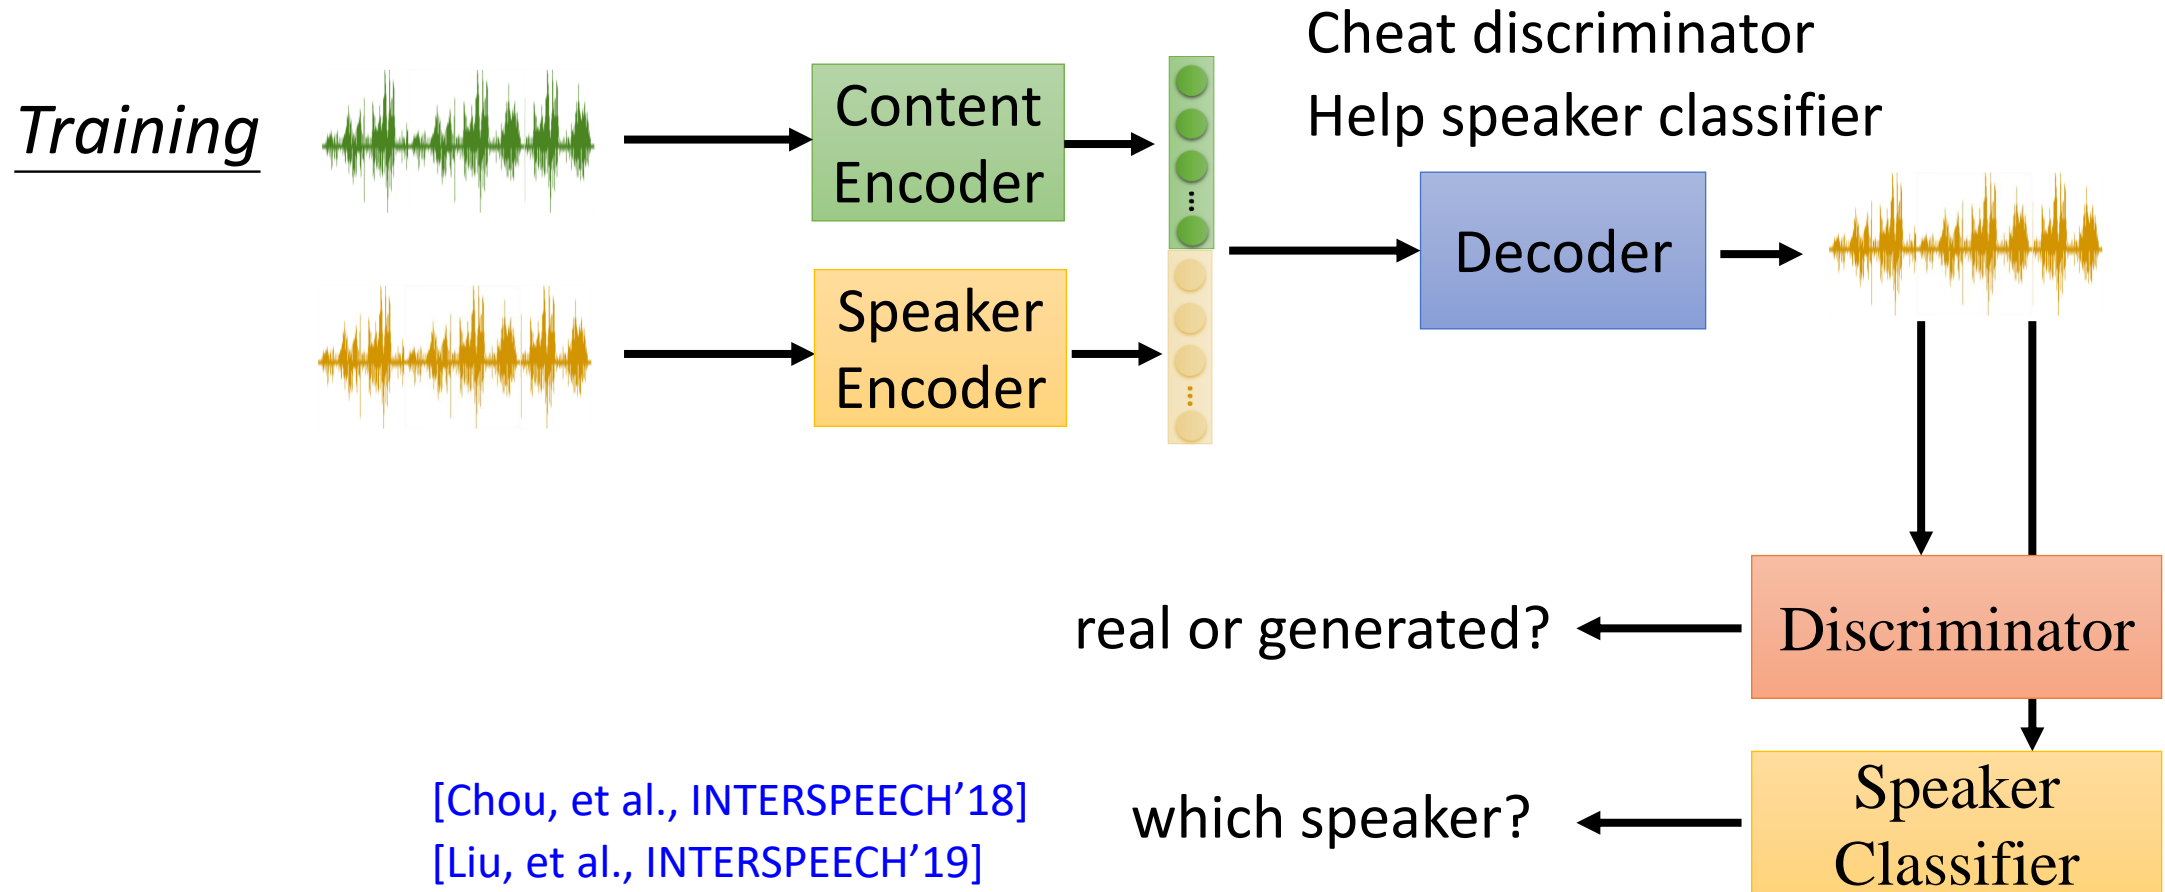 Cheat discriminator
Help speaker classifier
Training
Content
Encoder
Speaker
Encoder
Decoder
real or generated?
Discriminator
which speaker?
Speaker
Classifier
[Chou, et al., INTERSPEECH’18]
[Liu, et al., INTERSPEECH’19]